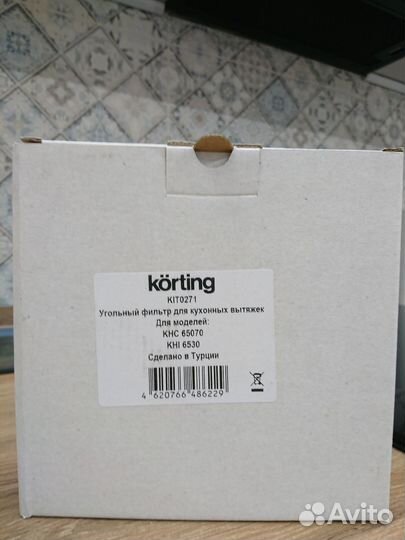 körting
KIT0271
Угольный фильтр для кухонных вытяжек
Для моделей:
KHC 65070
KHI 6530
Сделано в Турции
4 620766 486229
Avito